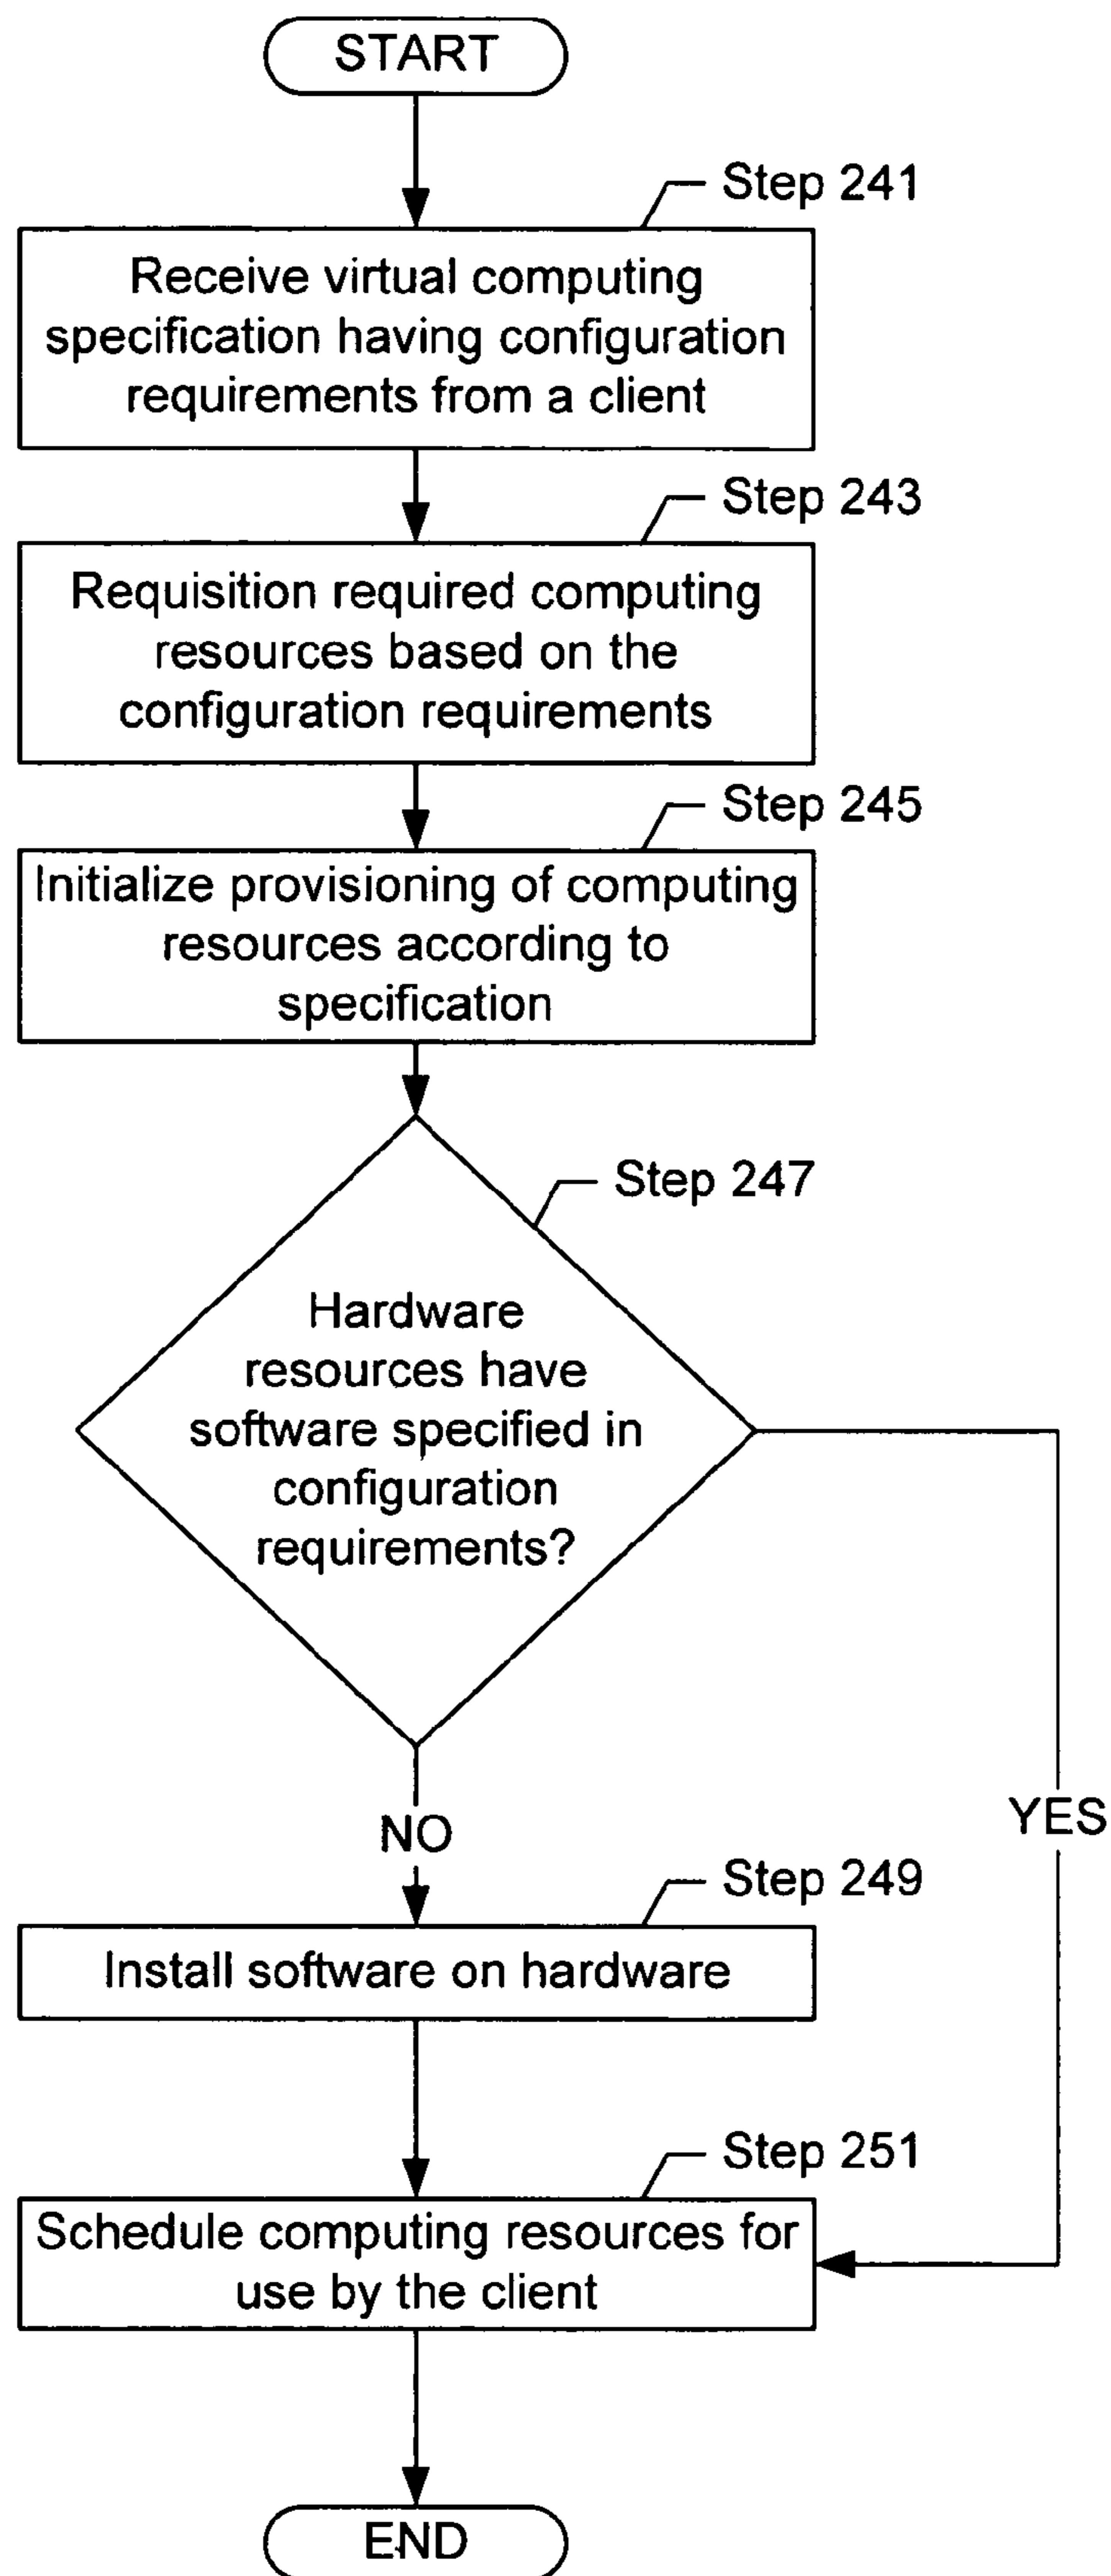 START
Step 241
Receive virtual computing
specification having configuration
requirements from a client
Step 243
Requisition required computing
resources based on the
configuration requirements
Step 245
Initialize provisioning of computing
resources according to
specification
Step 247
Hardware
resources have
software specified in
configuration
requirements?
NO
YES
Step 249
Install software on hardware
Step 251
Schedule computing resources for
use by the client
END